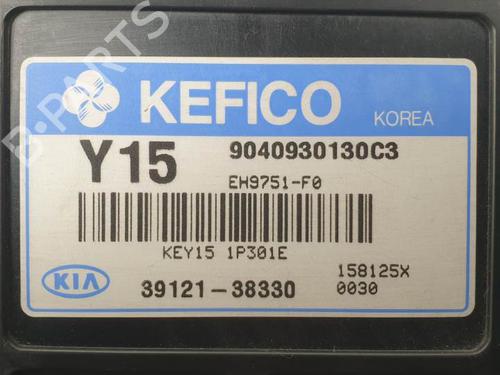 KEFICO
KOREA
Y15
9040930130C3
EH9751-F0
KEY15 1P301E
158125X
KIA
39121-38330
0030
B-PARTS